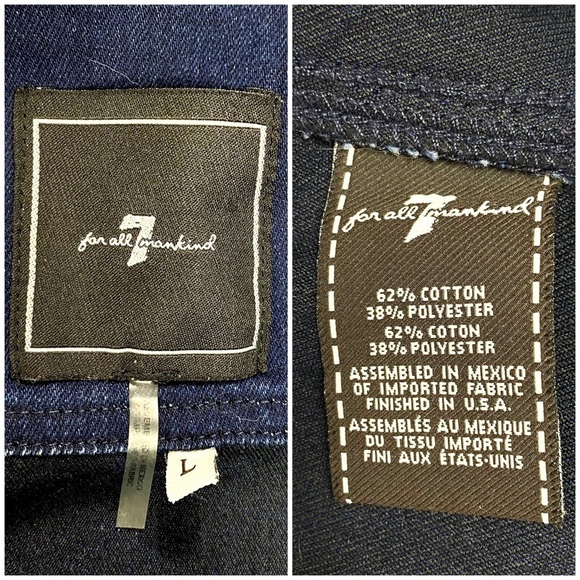 for all 7 mankind
L
for all 7 mankind
62% COTTON
38% POLYESTER
62% COTON
38% POLYESTER
ASSEMBLED IN MEXICO
OF IMPORTED FABRIC
FINISHED IN U.S.A.
ASSEMBLÉS AU MEXIQUE
DU TISSU IMPORTÉ
FINI AUX ÉTATS-UNIS